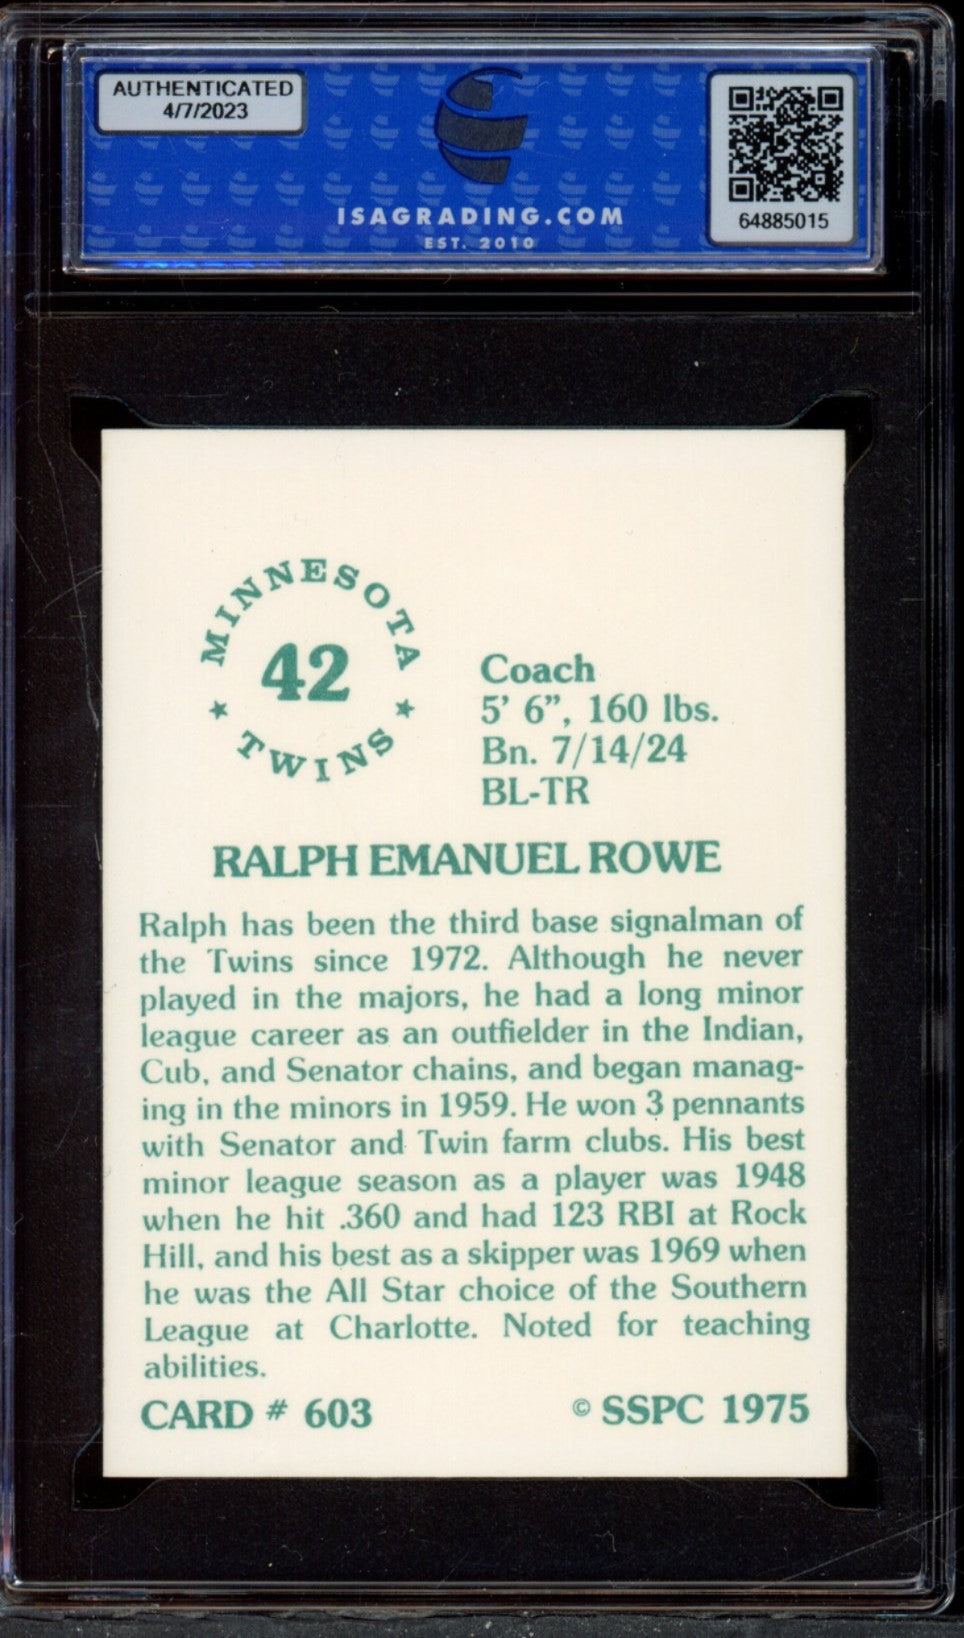 AUTHENTICATED
4/7/2023
ISAGRADING.COM
EST. 2010
64885015
MINNESOTA
42
★ TWINS ★
Coach
5' 6", 160 lbs.
Bn. 7/14/24
BL-TR
RALPH EMANUEL ROWE
Ralph has been the third base signalman of
the Twins since 1972. Although he never
played in the majors, he had a long minor
league career as an outfielder in the Indian,
Cub, and Senator chains, and began manag-
ing in the minors in 1959. He won 3 pennants
with Senator and Twin farm clubs. His best
minor league season as a player was 1948
when he hit .360 and had 123 RBI at Rock
Hill, and his best as a skipper was 1969 when
he was the All Star choice of the Southern
League at Charlotte. Noted for teaching
abilities.
CARD # 603
© SSPC 1975